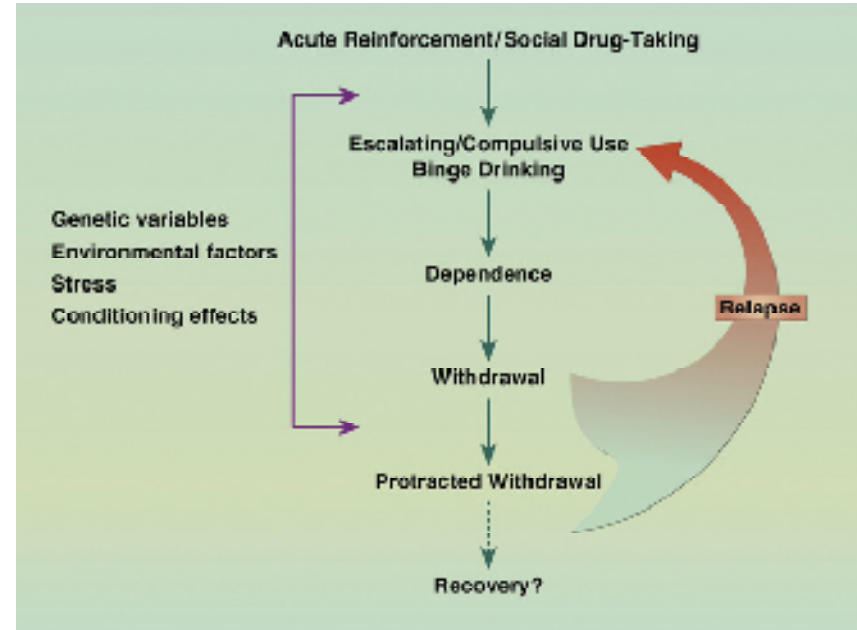 Acute Reinforcement/Social Drug-Taking
Escalating/Compulsive Use
Binge Drinking
Genetic variables
Environmental factors
Stress
Conditioning effects
Dependence
Relapse
Withdrawal
Protracted Withdrawal
Recovery?